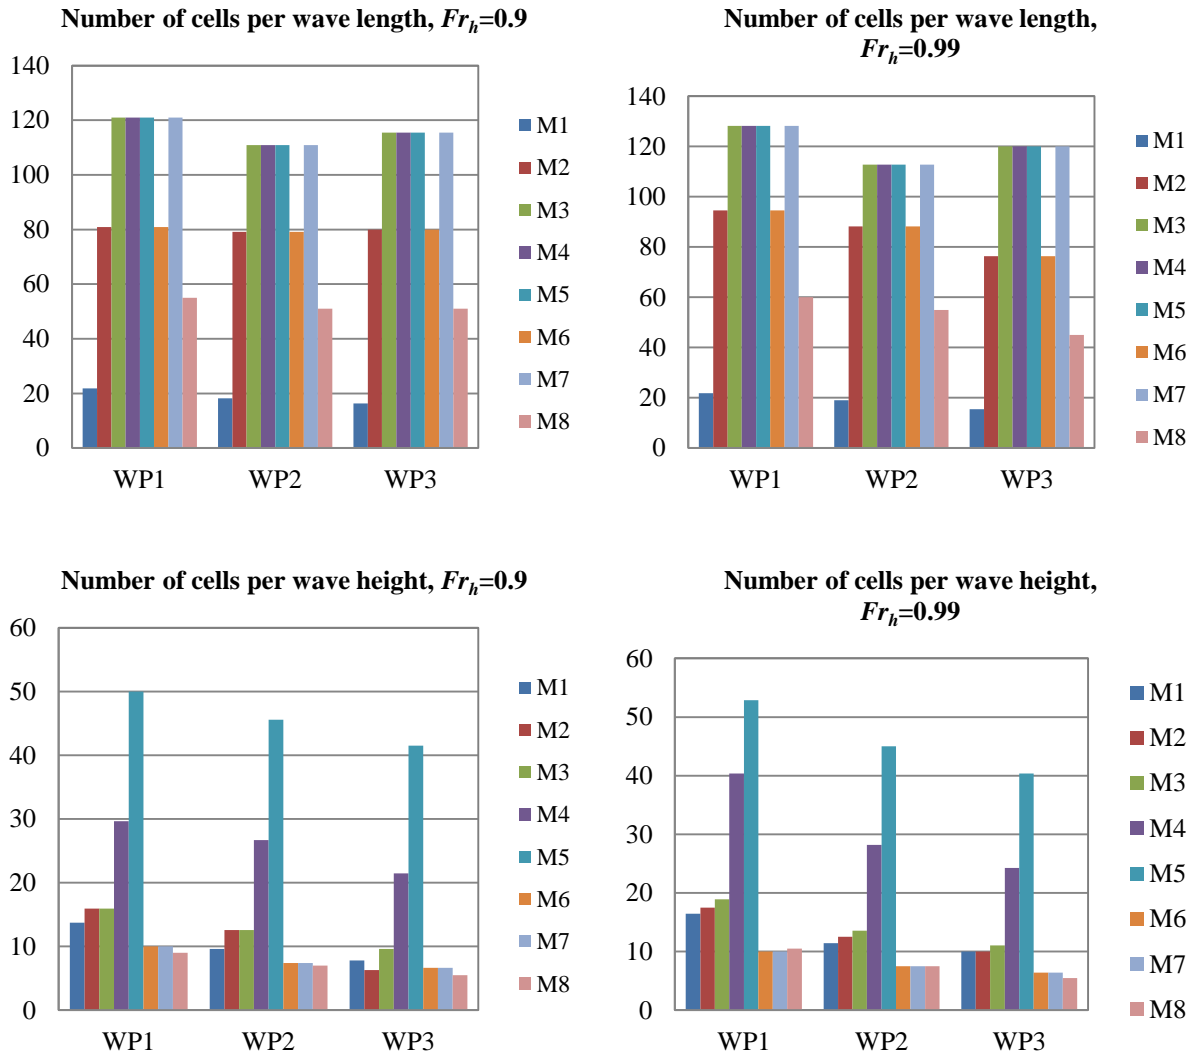 Number of cells per wave length, Frh=0.9
140
120
100
80
60
40
20
0
WP1 WP2 WP3
M1
M2
M3
M4
M5
M6
M7
M8
Number of cells per wave length,
Frh=0.99
140
120
100
80
60
40
20
0
WP1 WP2 WP3
M1
M2
M3
M4
M5
M6
M7
M8
Number of cells per wave height, Frh=0.9
60
50
40
30
20
10
0
WP1 WP2 WP3
M1
M2
M3
M4
M5
M6
M7
M8
Number of cells per wave height,
Frh=0.99
60
50
40
30
20
10
0
WP1 WP2 WP3
M1
M2
M3
M4
M5
M6
M7
M8